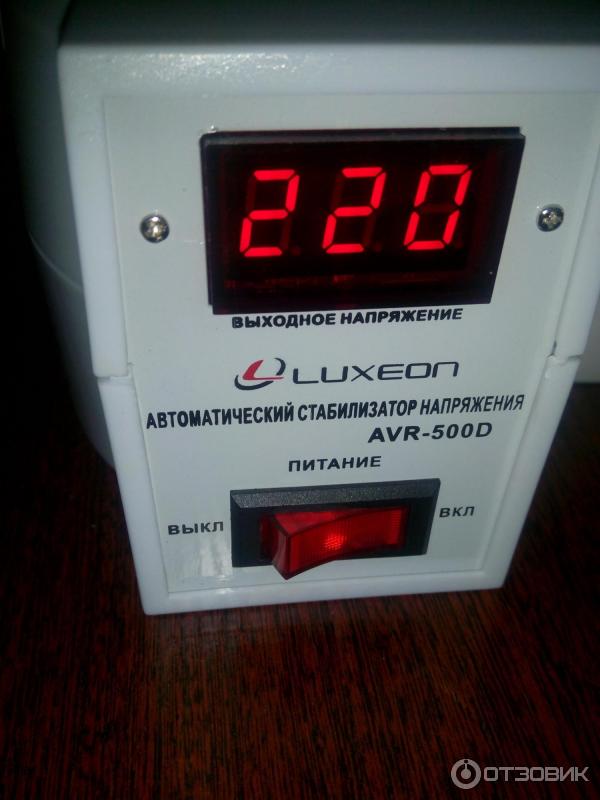 220
ВЫХОДНОЕ НАПРЯЖЕНИЕ
LUXEON
АВТОМАТИЧЕСКИЙ СТАБИЛИЗАТОР НАПРЯЖЕНИЯ
AVR-500D
ПИТАНИЕ
ВЫКЛ ВКЛ
ОТЗОВИК